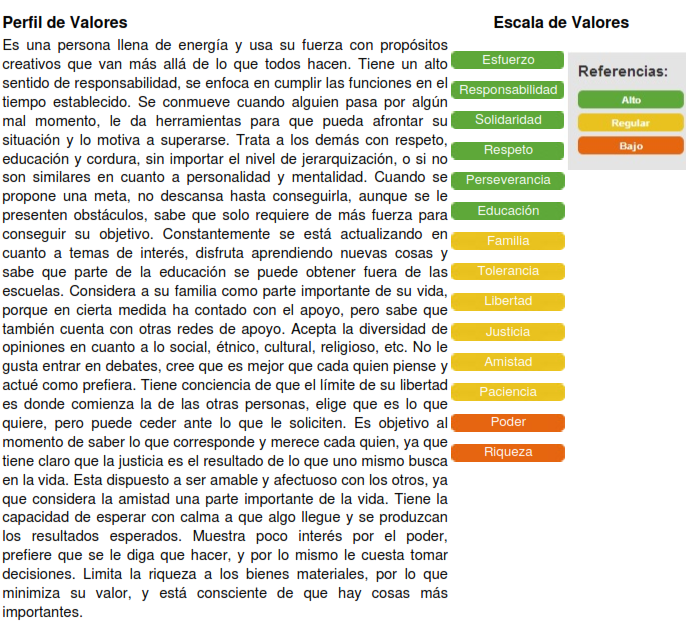 Perfil de Valores
Es una persona llena de energía y usa su fuerza con propósitos
creativos que van más allá de lo que todos hacen. Tiene un alto
sentido de responsabilidad, se enfoca en cumplir las funciones en el
tiempo establecido. Se conmueve cuando alguien pasa por algún
mal momento, le da herramientas para que pueda afrontar su
situación y lo motiva a superarse. Trata a los demás con respeto,
educación y cordura, sin importar el nivel de jerarquización, o si no
son similares en cuanto a personalidad y mentalidad. Cuando se
propone una meta, no descansa hasta conseguirla, aunque se le
presenten obstáculos, sabe que solo requiere de más fuerza para
conseguir su objetivo. Constantemente se está actualizando en
cuanto a temas de interés, disfruta aprendiendo nuevas cosas y
sabe que parte de la educación se puede obtener fuera de las
escuelas. Considera a su familia como parte importante de su vida,
porque en cierta medida ha contado con el apoyo, pero sabe que
también cuenta con otras redes de apoyo. Acepta la diversidad de
opiniones en cuanto a lo social, étnico, cultural, religioso, etc. No le
gusta entrar en debates, cree que es mejor que cada quien piense y
actué como prefiera. Tiene conciencia de que el límite de su libertad
es donde comienza la de las otras personas, elige que es lo que
quiere, pero puede ceder ante lo que le soliciten. Es objetivo al
momento de saber lo que corresponde y merece cada quien, ya que
tiene claro que la justicia es el resultado de lo que uno mismo busca
en la vida. Esta dispuesto a ser amable y afectuoso con los otros, ya
que considera la amistad una parte importante de la vida. Tiene la
capacidad de esperar con calma a que algo llegue y se produzcan
los resultados esperados. Muestra poco interés por el poder,
prefiere que se le diga que hacer, y por lo mismo le cuesta tomar
decisiones. Limita la riqueza a los bienes materiales, por lo que
minimiza su valor, y está consciente de que hay cosas más
importantes.
Escala de Valores
Esfuerzo
Responsabilidad
Solidaridad
Respeto
Perseverancia
Educación
Familia
Tolerancia
Libertad
Justicia
Amistad
Paciencia
Poder
Riqueza
Referencias:
Alto
Regular
Bajo